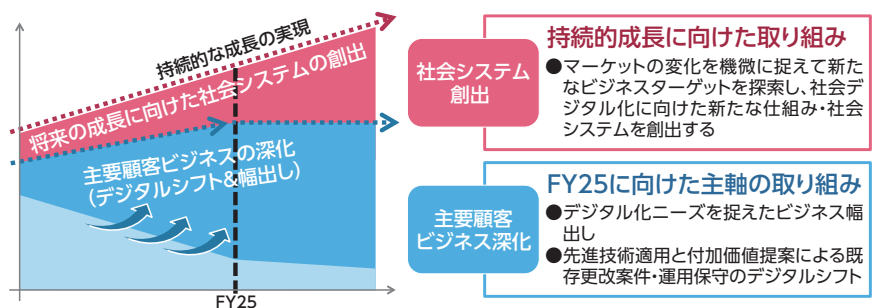 持続的な成長の実現
将来の成長に向けた社会システムの創出
主要顧客ビジネスの深化
(デジタルシフト&幅出し)
FY25
社会システム
創出
持続的成長に向けた取り組み
●マーケットの変化を機微に捉えて新た
なビジネスターゲットを探索し、社会デ
ジタル化に向けた新たな仕組み・社会
システムを創出する
主要顧客
ビジネス深化
FY25に向けた主軸の取り組み
●デジタル化ニーズを捉えたビジネス幅
出し
●先進技術適用と付加価値提案による既
存更改案件・運用保守のデジタルシフト